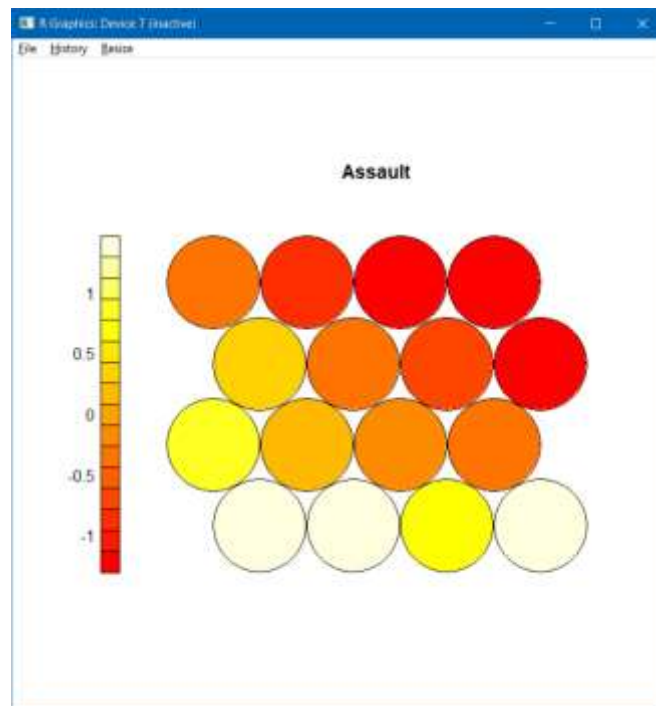 R Graphics: Device 7 (inactive)
File History Resize
Assault
1
0.5
0
-0.5
-1